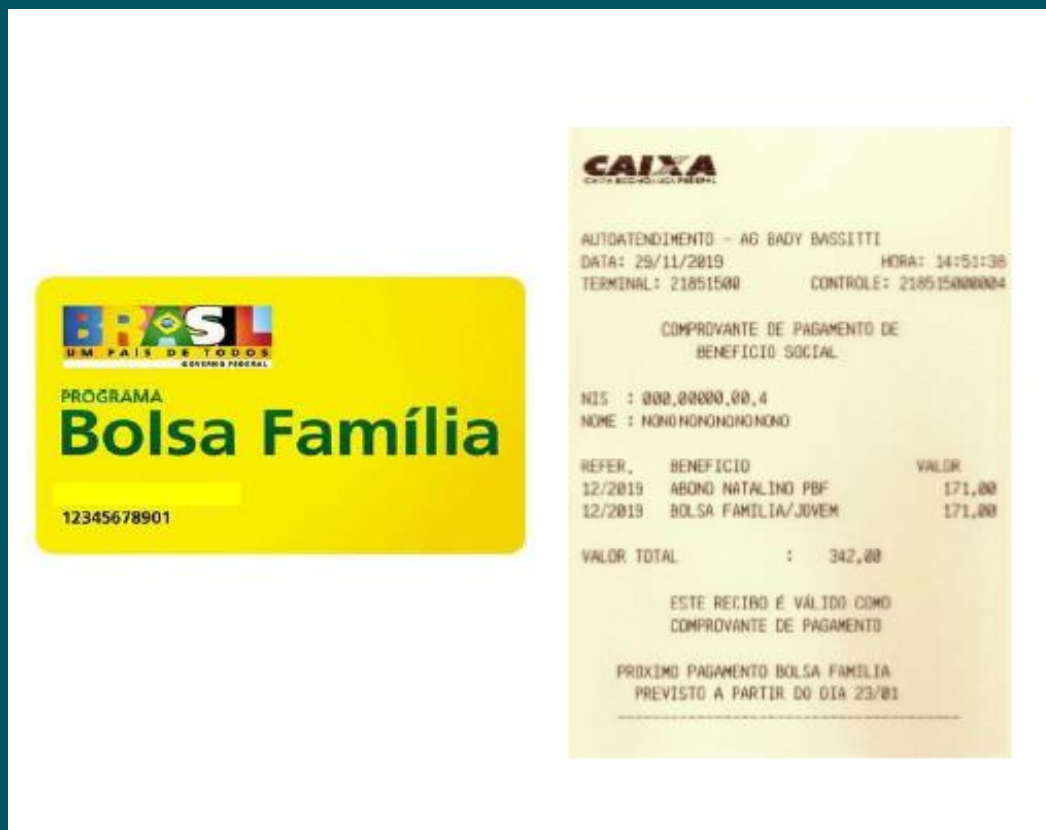 BRASIL
UM PAÍS DE TODOS
GOVERNO FEDERAL
PROGRAMA
Bolsa Família
12345678901
CAIXA
CAIXA ECONÔMICA FEDERAL
AUTOATENDIMENTO - AG BADY BASSITTI
DATA: 29/11/2019 HORA: 14:51:38
TERMINAL: 21851500 CONTROLE: 218515000004
COMPROVANTE DE PAGAMENTO DE
BENEFICIO SOCIAL
NIS : 000,00000,00,4
NOME : NONONONONONONONO
REFER. BENEFICIO VALOR
12/2019 ABONO NATALINO PBF 171,00
12/2019 BOLSA FAMILIA/JOVEM 171,00
VALOR TOTAL : 342,00
ESTE RECIBO É VÁLIDO COMO
COMPROVANTE DE PAGAMENTO
PROXIMO PAGAMENTO BOLSA FAMILIA
PREVISTO A PARTIR DO DIA 23/01